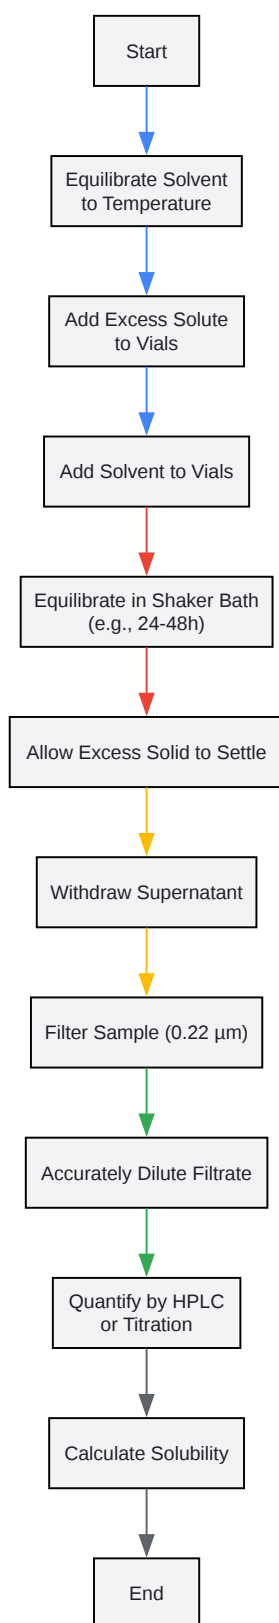 Start
Equilibrate Solvent
to Temperature
Add Excess Solute
to Vials
Add Solvent to Vials
Equilibrate in Shaker Bath
(e.g., 24-48h)
Allow Excess Solid to Settle
Withdraw Supernatant
Filter Sample (0.22 µm)
Accurately Dilute Filtrate
Quantify by HPLC
or Titration
Calculate Solubility
End